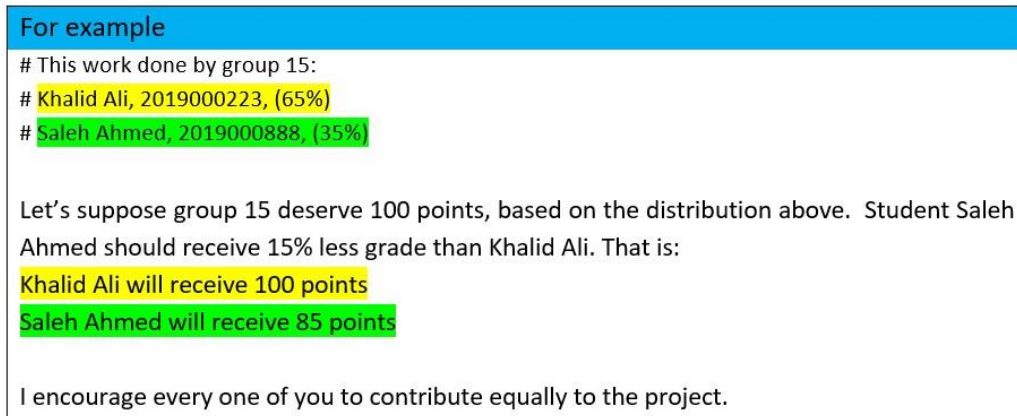 For example
# This work done by group 15:
# Khalid Ali, 2019000223, (65%)
# Saleh Ahmed, 2019000888, (35%)
Let’s suppose group 15 deserve 100 points, based on the distribution above.  Student Saleh
Ahmed should receive 15% less grade than Khalid Ali. That is:
Khalid Ali will receive 100 points
Saleh Ahmed will receive 85 points
I encourage every one of you to contribute equally to the project.